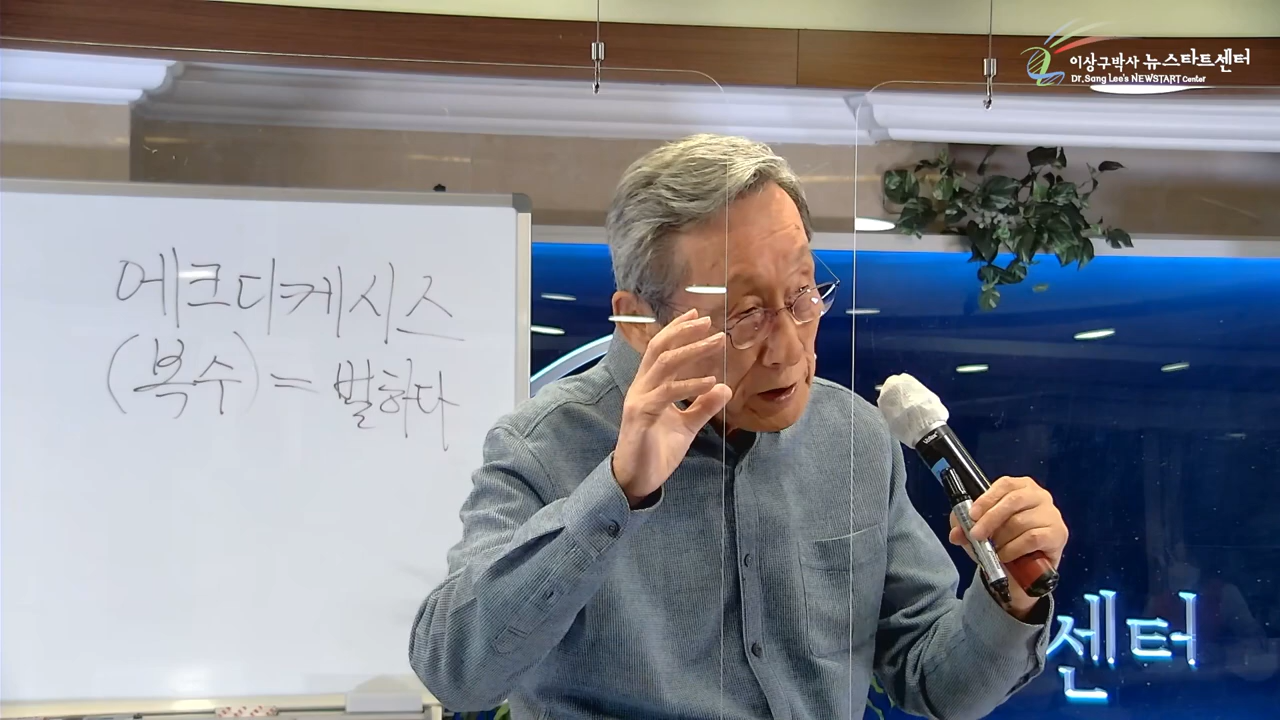 이상구박사 뉴스타트센터
Dr. Sang Lee's NEWSTART Center
에크디케시스
(복수) = 벌하다
센터